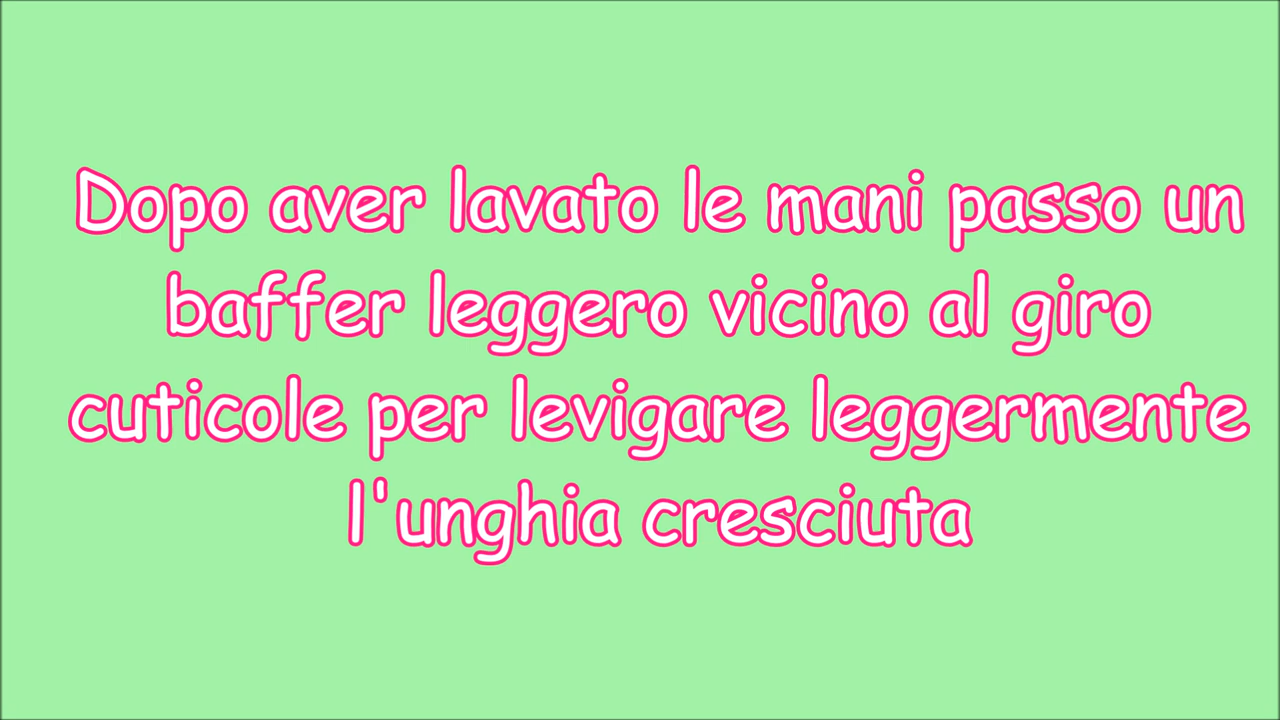 Dopo aver lavato le mani passo un
baffer leggero vicino al giro
cuticole per levigare leggermente
l'unghia cresciuta